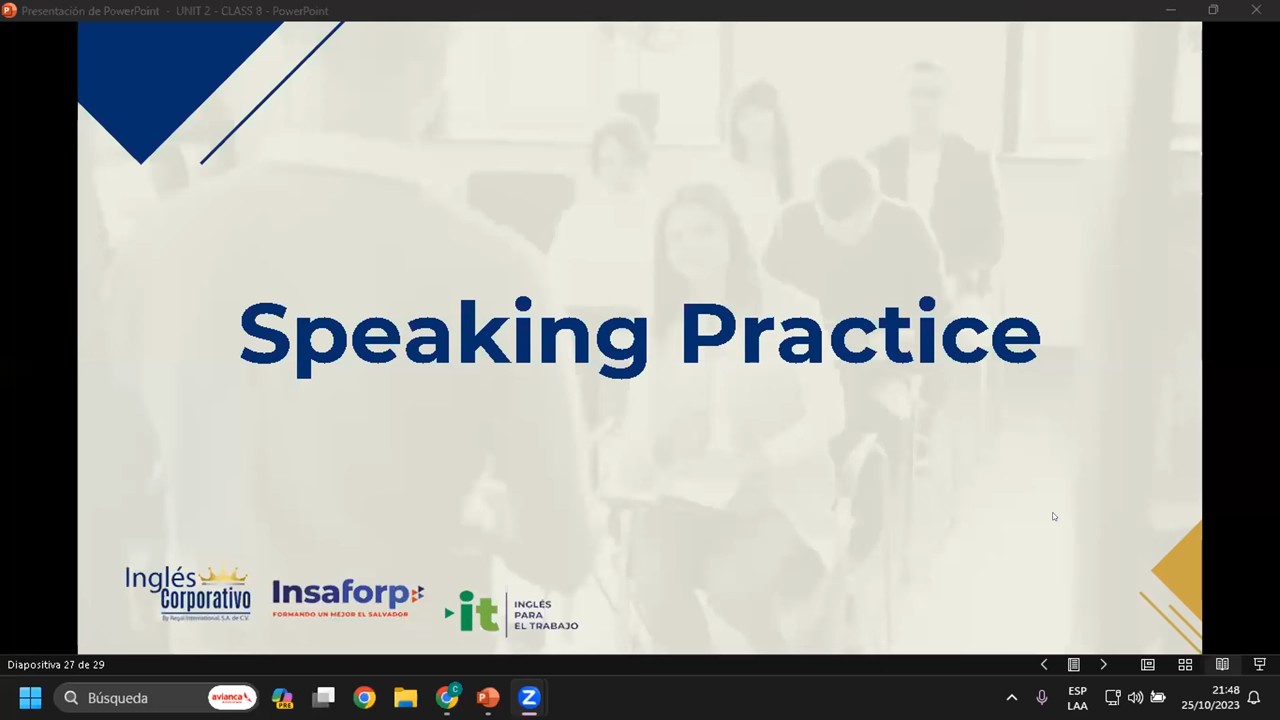 Presentación de PowerPoint - UNIT 2 - CLASS 8 - PowerPoint
Speaking Practice
Inglés
Corporativo
By Regal International, S.A. de C.V.
Insaforp
FORMANDO UN MEJOR EL SALVADOR
it
INGLÉS
PARA
EL TRABAJO
Diapositiva 27 de 29
Búsqueda
avianca
PRE
C
ESP
LAA
21:48
25/10/2023